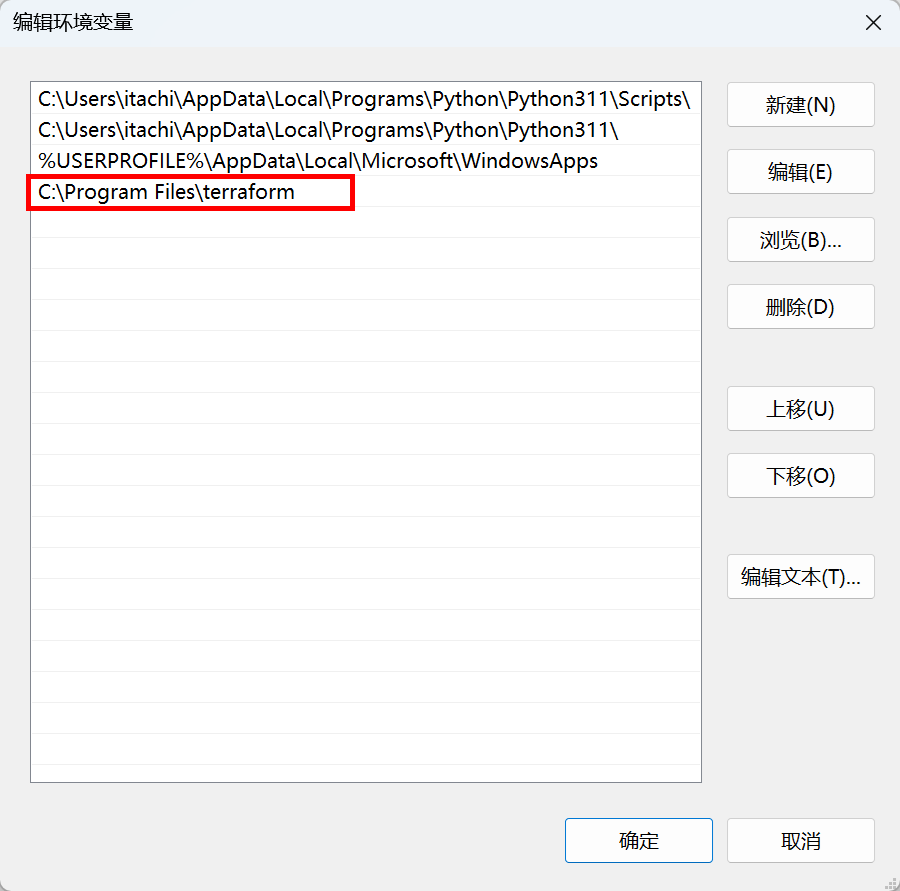 编辑环境变量
C:\Users\itachi\AppData\Local\Programs\Python\Python311\Scripts\
C:\Users\itachi\AppData\Local\Programs\Python\Python311\
%USERPROFILE%\AppData\Local\Microsoft\WindowsApps
C:\Program Files\terraform
新建(N)
编辑(E)
浏览(B)...
删除(D)
上移(U)
下移(O)
编辑文本(T)...
确定
取消